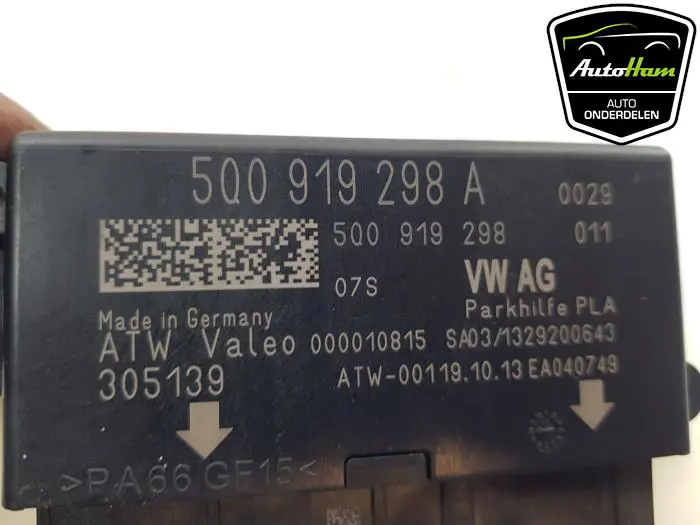 AutoHam
AUTO
ONDERDELEN
5Q0 919 298 A 0029
5Q0 919 298 011
07S VW AG
Parkhilfe PLA
Made in Germany
ATW Valeo 000010815 SA03/1329200643
305139 ATW-00119.10.13 EA040749
>PA66 GF15<